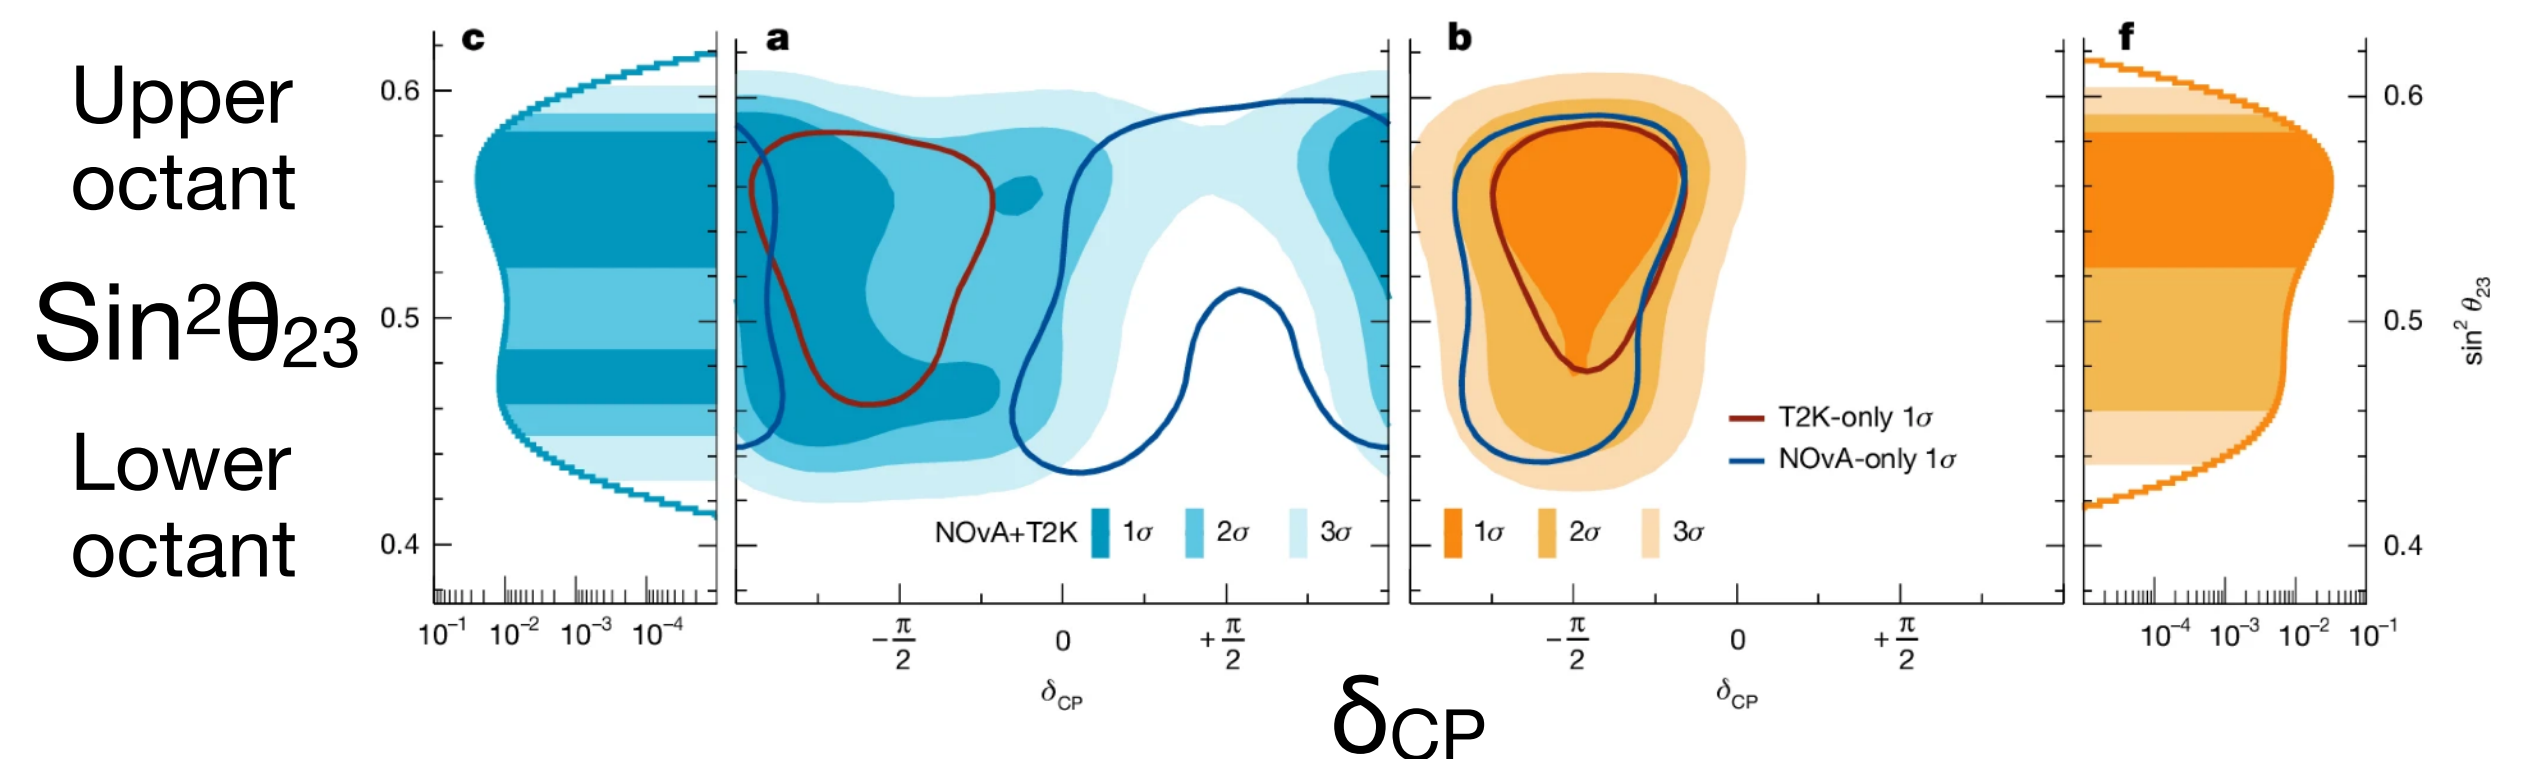 c
a
b
f
Upper
octant
Sin²θ₂₃
Lower
octant
0.6
0.5
0.4
10⁻¹ 10⁻² 10⁻³ 10⁻⁴
NOvA+T2K 1σ 2σ 3σ
−π/2 0 +π/2
δCP
T2K-only 1σ
NOvA-only 1σ
1σ 2σ 3σ
−π/2 0 +π/2
δCP
δCP
10⁻⁴ 10⁻³ 10⁻² 10⁻¹
0.6
0.5
0.4
sin² θ₂₃